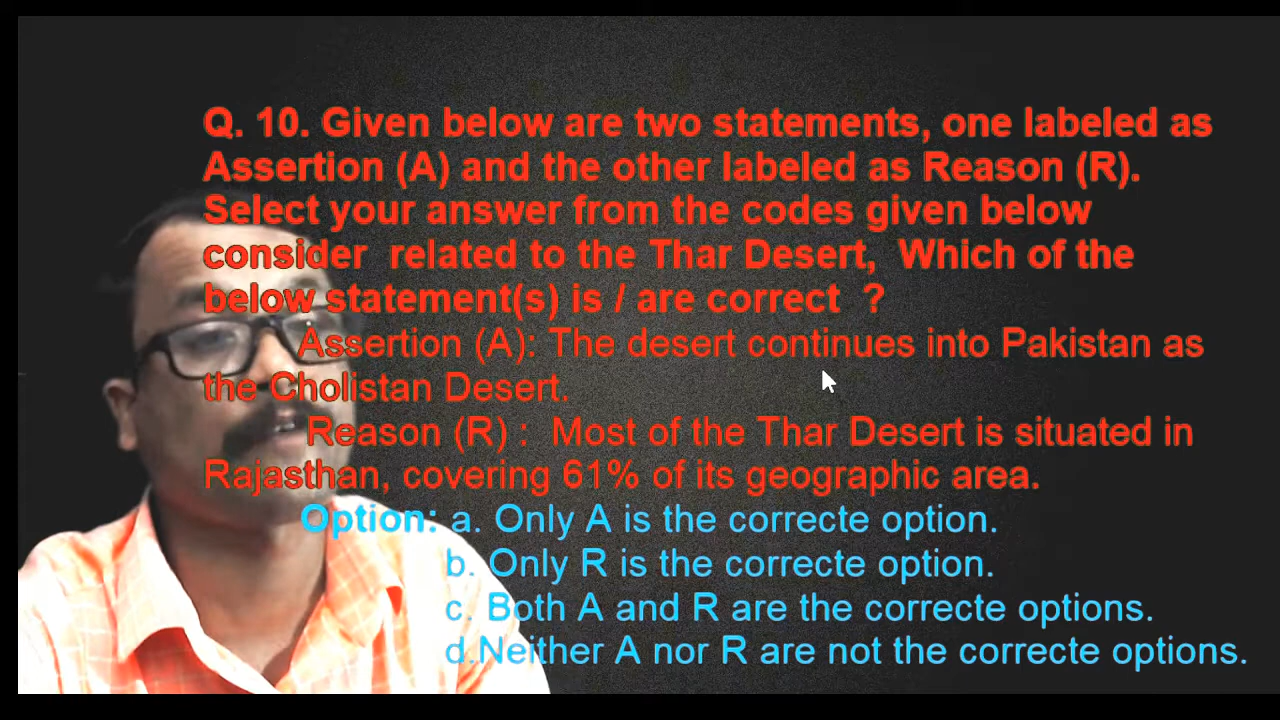 Q. 10. Given below are two statements, one labeled as
Assertion (A) and the other labeled as Reason (R).
Select your answer from the codes given below
consider related to the Thar Desert, Which of the
below statement(s) is / are correct ?
Assertion (A): The desert continues into Pakistan as
the Cholistan Desert.
Reason (R) : Most of the Thar Desert is situated in
Rajasthan, covering 61% of its geographic area.
Option: a. Only A is the correcte option.
b. Only R is the correcte option.
c. Both A and R are the correcte options.
d.Neither A nor R are not the correcte options.